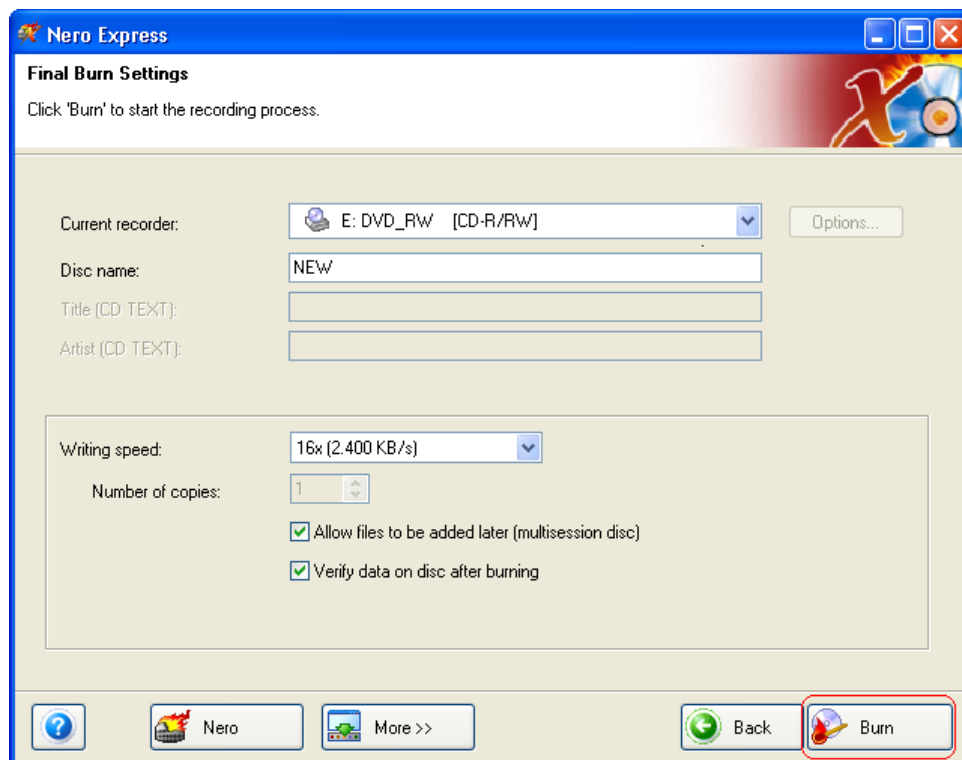 Nero Express
Final Burn Settings
Click 'Burn' to start the recording process.
Current recorder: E: DVD_RW [CD-R/RW] Options...
Disc name: NEW
Title (CD TEXT):
Artist (CD TEXT):
Writing speed: 16x (2.400 KB/s)
Number of copies: 1
Allow files to be added later (multisession disc)
Verify data on disc after burning
? Nero More >> Back Burn